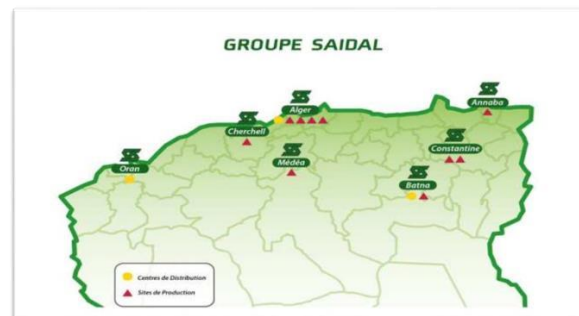 GROUPE SAIDAL
Annaba
Alger
Cherchell
Constantine
Médéa
Oran
Batna
Centres de Distribution
Sites de Production